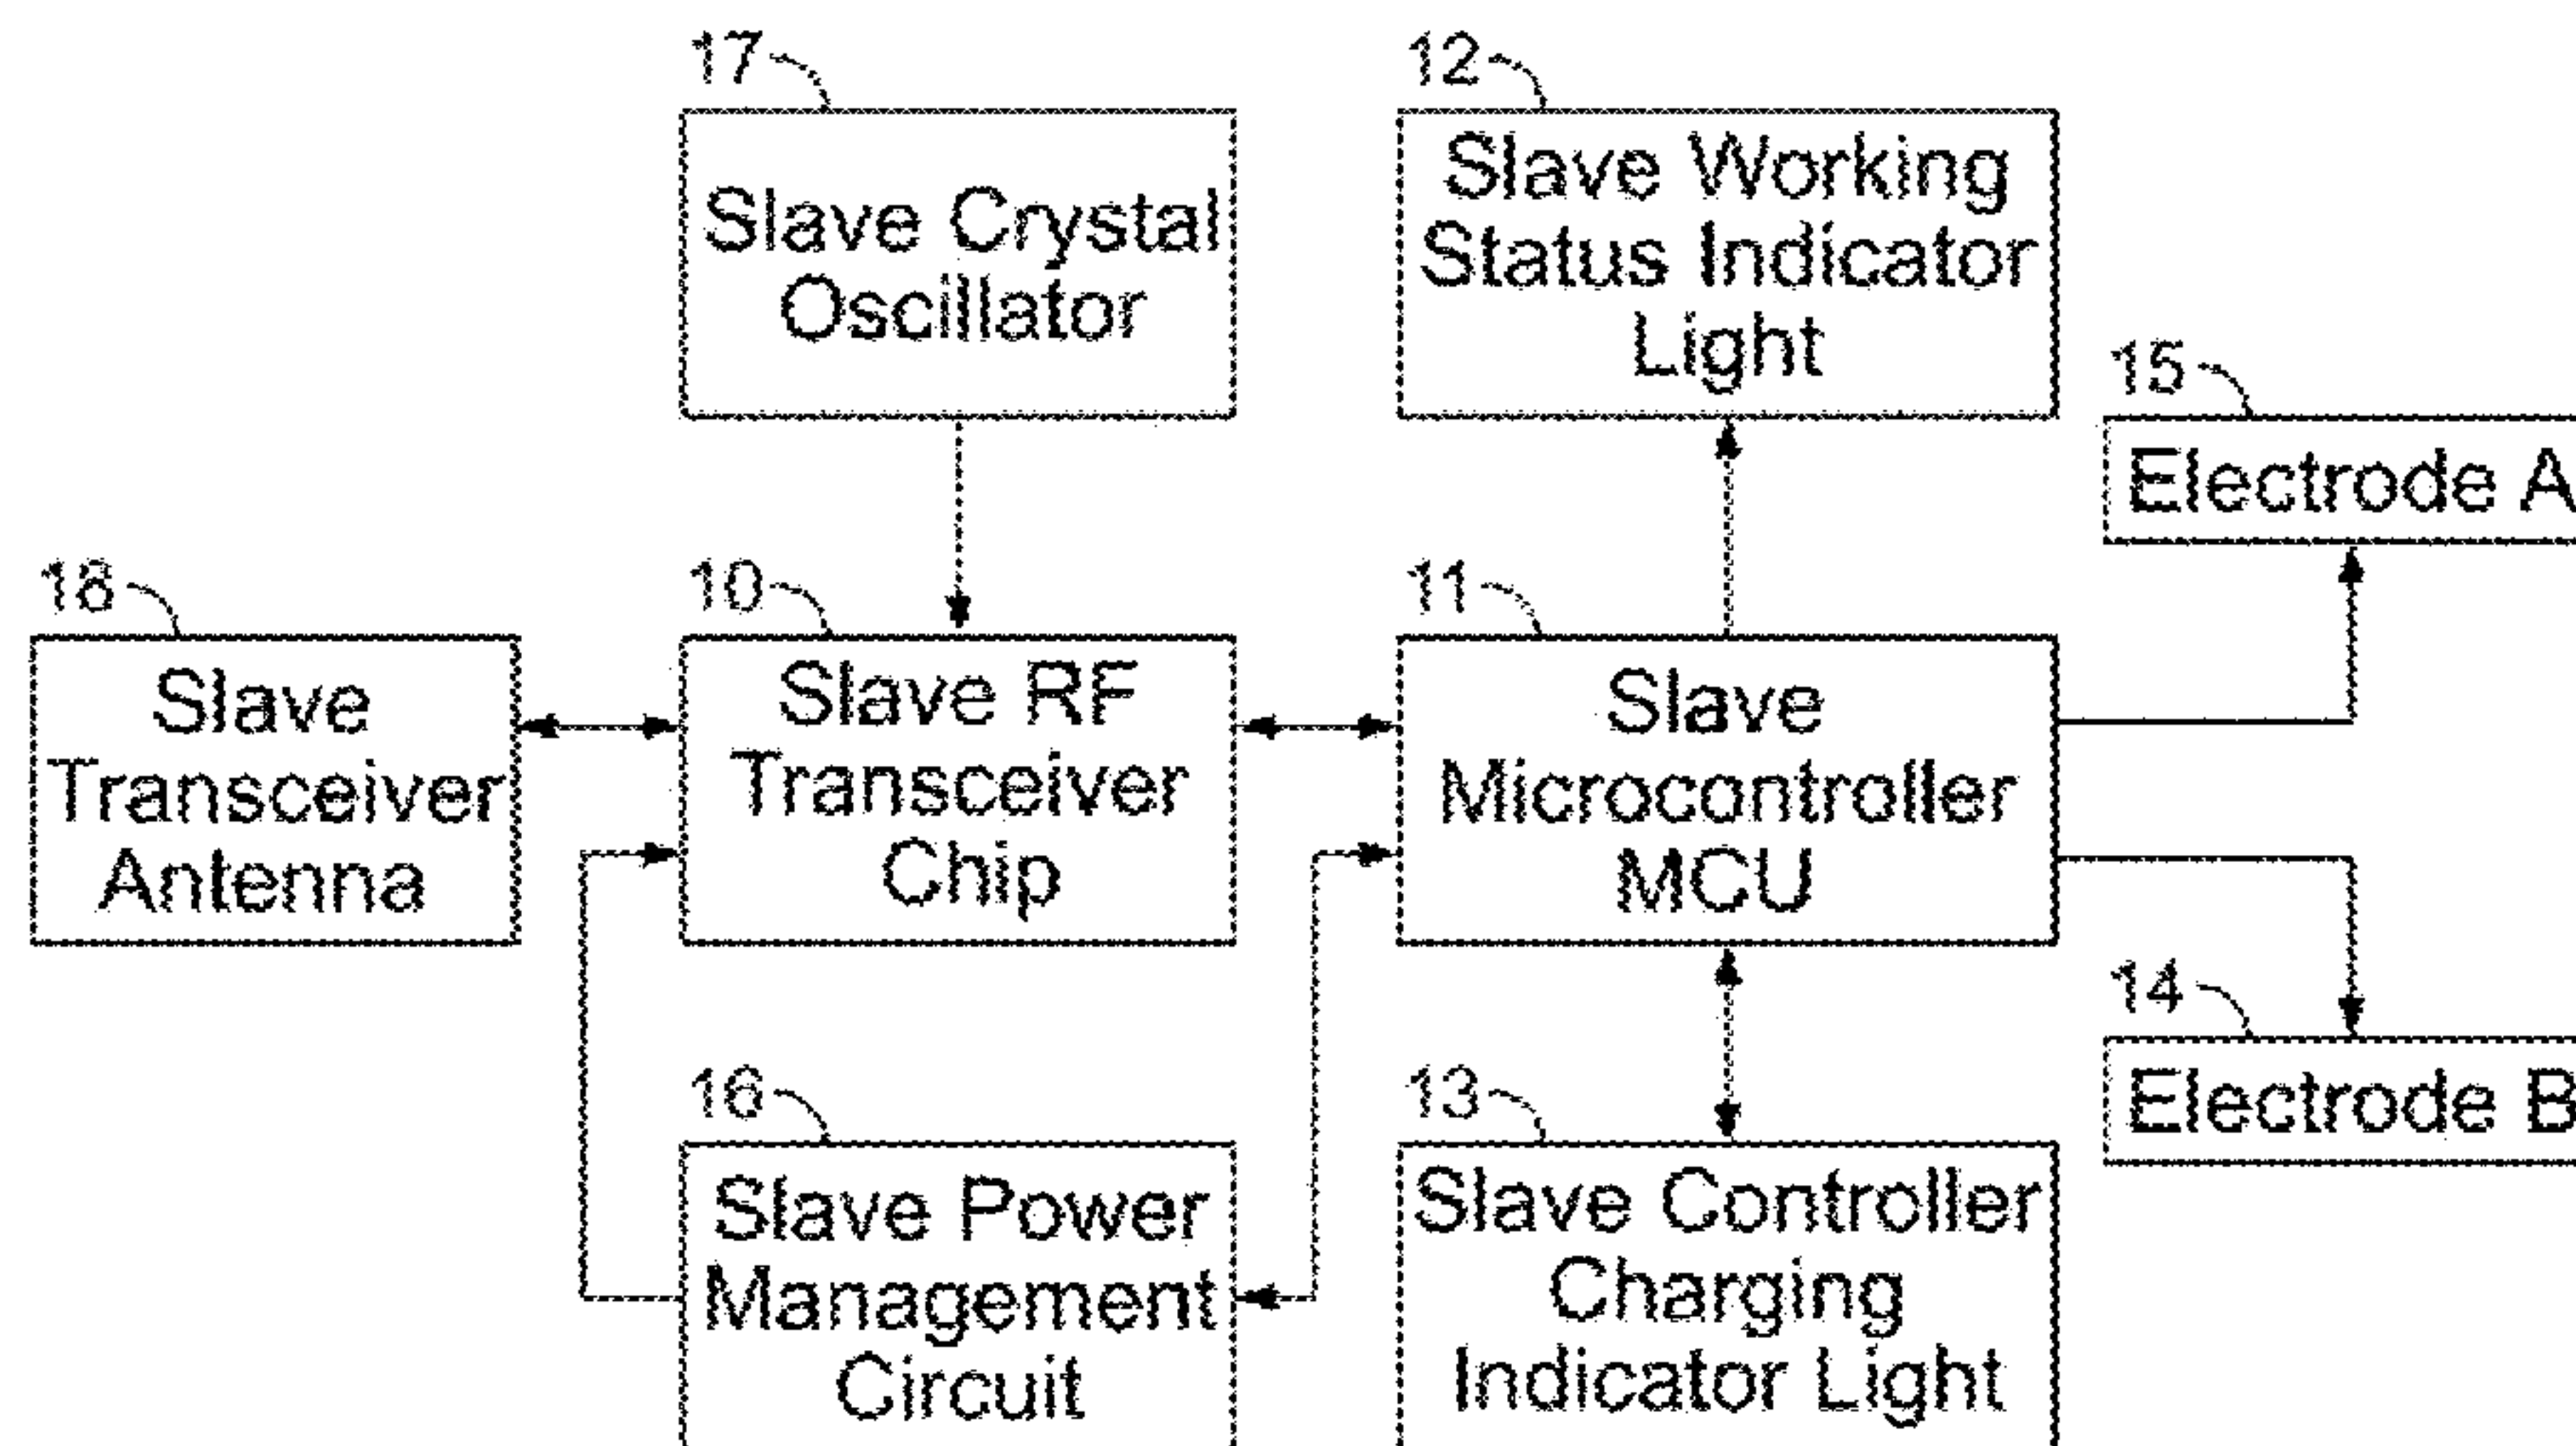 17
Slave Crystal
Oscillator
12
Slave Working
Status Indicator
Light
15
Electrode A
18
Slave
Transceiver
Antenna
10
Slave RF
Transceiver
Chip
11
Slave
Microcontroller
MCU
14
Electrode B
16
Slave Power
Management
Circuit
13
Slave Controller
Charging
Indicator Light